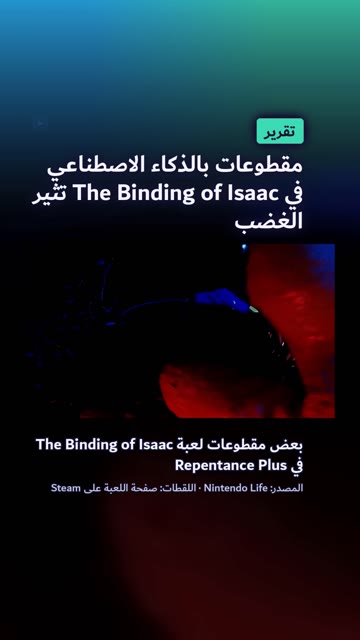 تقرير
مقطوعات بالذكاء الاصطناعي
في The Binding of Isaac تثير
الغضب
بعض مقطوعات لعبة The Binding of Isaac
في Repentance Plus
المصدر: Nintendo Life · اللقطات: صفحة اللعبة على Steam